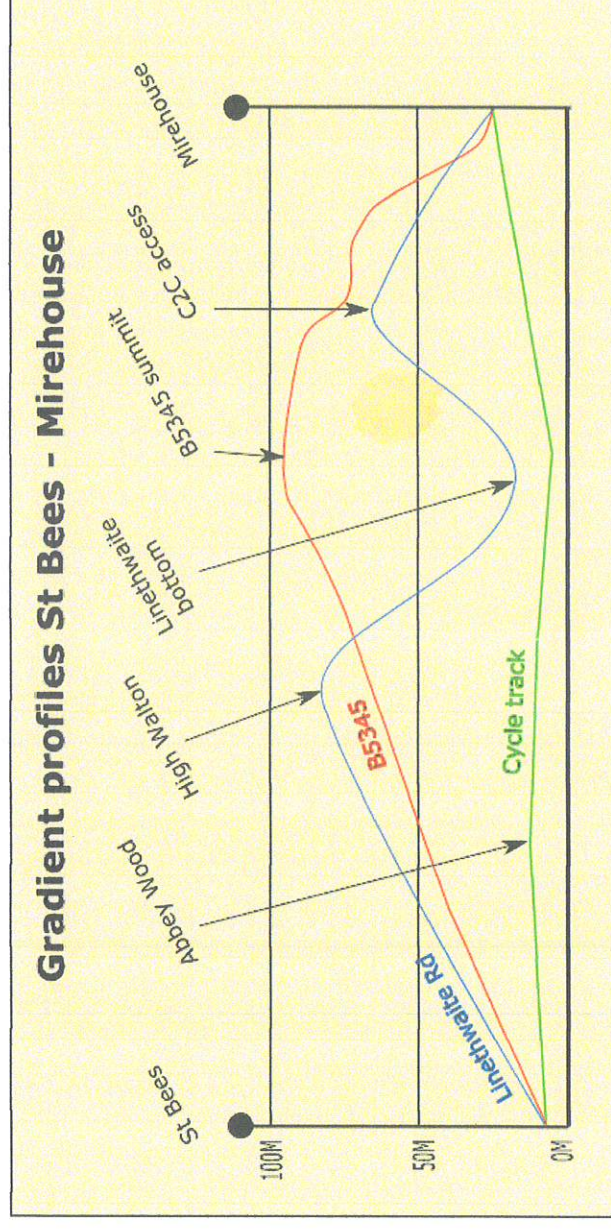 Gradient profiles St Bees - Mirehouse
St Bees
Abbey Wood
High Walton
Linethwaite
bottom
B5345 summit
C2C access
Mirehouse
100M
50M
0M
Linethwaite Rd
B5345
Cycle track